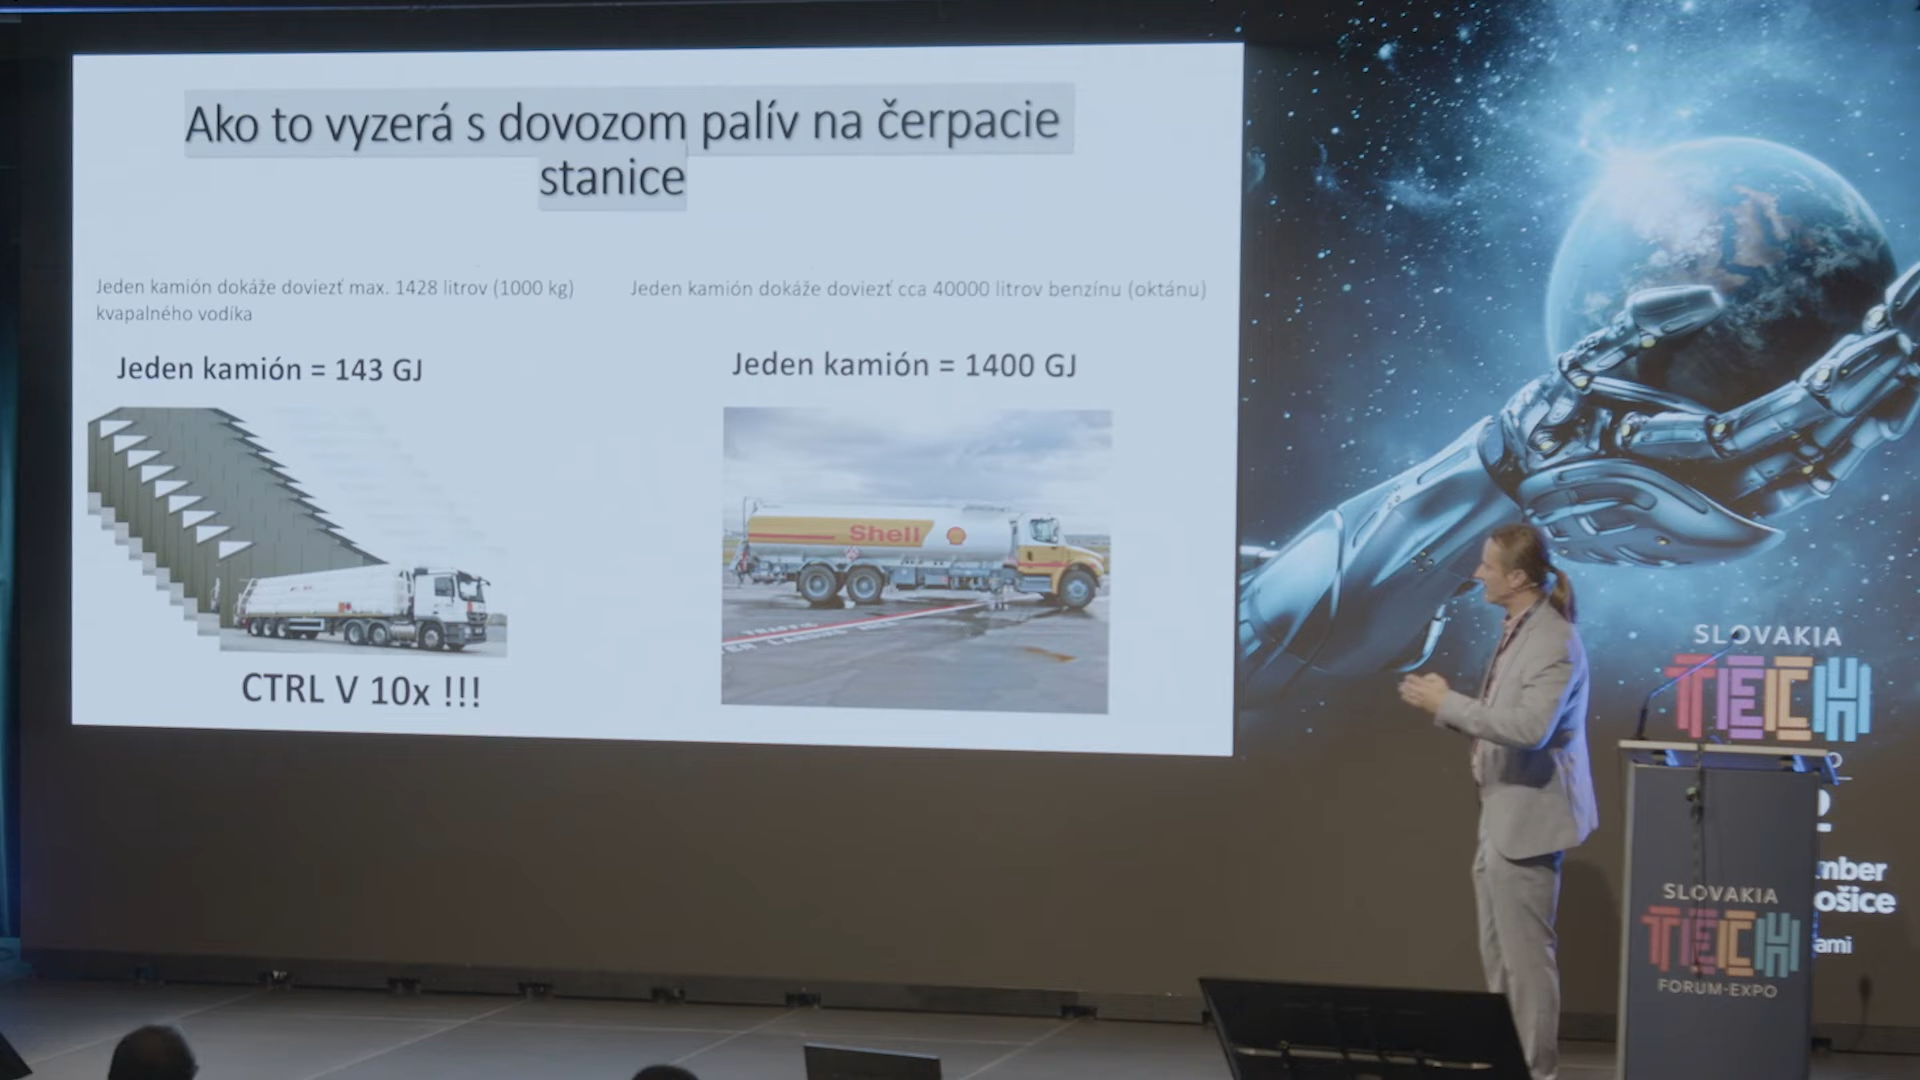 Ako to vyzerá s dovozom palív na čerpacie
stanice
Jeden kamión dokáže doviezť max. 1428 litrov (1000 kg)
kvapalného vodíka
Jeden kamión = 143 GJ
CTRL V 10x !!!
Jeden kamión dokáže doviezť cca 40000 litrov benzínu (oktánu)
Jeden kamión = 1400 GJ
Shell
SLOVAKIA
TECH
mber
ošice
ami
SLOVAKIA
TECH
FORUM-EXPO